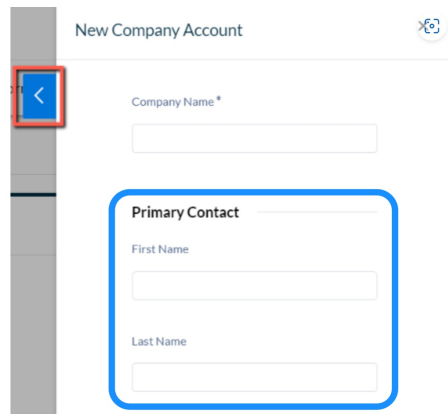 New Company Account
Company Name *
Primary Contact
First Name
Last Name